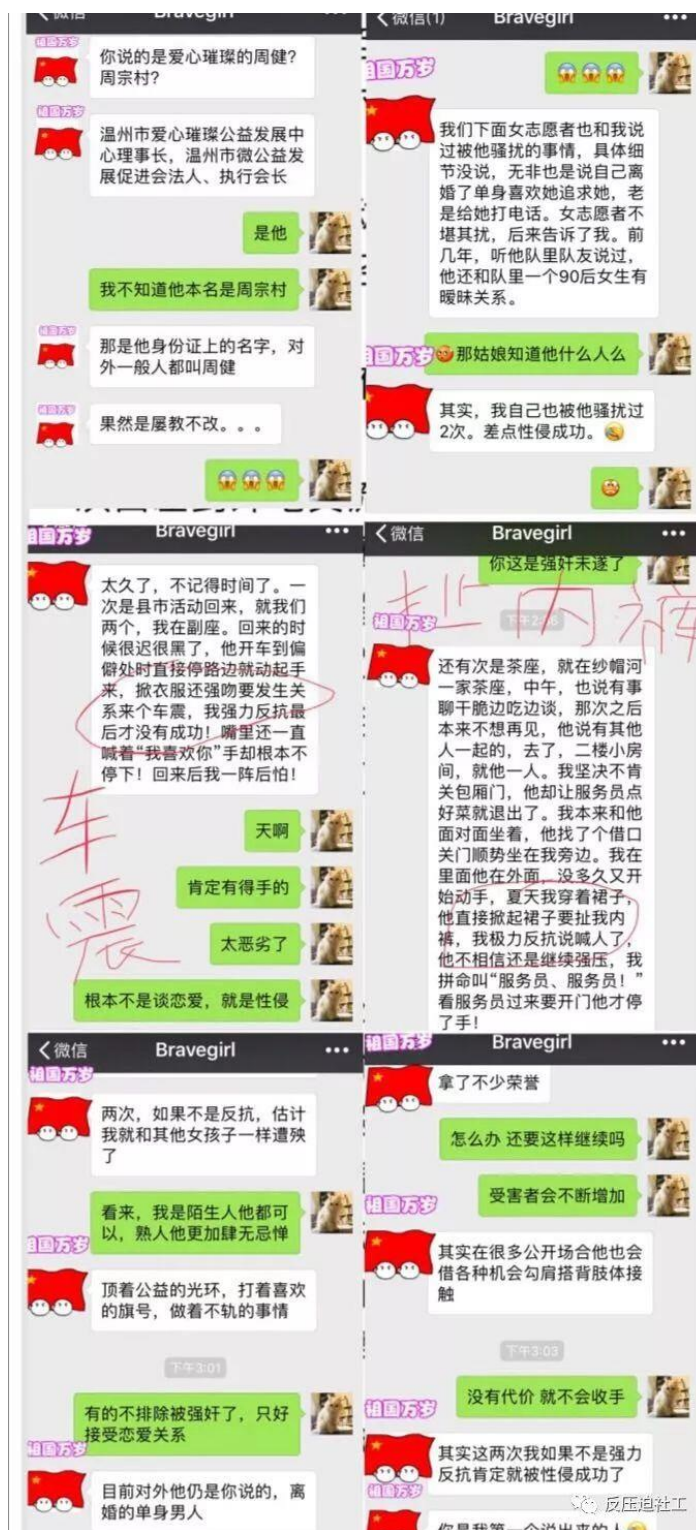 微信
Bravegirl
祖国万岁
你说的是爱心璀璨的周健?
周宗村?
祖国万岁
温州市爱心璀璨公益发展中
心理事长，温州市微公益发
展促进会法人、执行会长
是他
我不知道他本名是周宗村
祖国万岁
那是他身份证上的名字，对
外一般人都叫周健
祖国万岁
果然是屡教不改。。。
微信(1)
Bravegirl
祖国万岁
我们下面女志愿者也和我说
过被他骚扰的事情，具体细
节没说，无非也是说自己离
婚了单身喜欢她追求她，老
是给她打电话。女志愿者不
堪其扰，后来告诉了我。前
几年，听他队里队友说过，
他还和队里一个90后女生有
暧昧关系。
那姑娘知道他什么人么
祖国万岁
其实，我自己也被他骚扰过
2次。差点性侵成功。
Bravegirl
祖国万岁
太久了，不记得时间了。一
次是县市活动回来，就我们
两个，我在副座。回来的时
候很迟很黑了，他开车到偏
僻处时直接停路边就动起手
来，掀衣服还强吻要发生关
系来个车震，我强力反抗最
后才没有成功！嘴里还一直
喊着“我喜欢你”手却根本不
停下！回来后我一阵后怕！
车
震
天啊
肯定有得手的
太恶劣了
根本不是谈恋爱，就是性侵
微信
Bravegirl
你这是强奸未遂了
扯内裤
祖国万岁
还有次是茶座，就在纱帽河
一家茶座，中午，也说有事
聊干脆边吃边谈，那次之后
本来不想再见，他说有其他
人一起的，去了，二楼小房
间，就他一人。我坚决不肯
关包厢门，他却让服务员点
好菜就退出了。我本来和他
面对面坐着，他找了个借口
关门顺势坐在我旁边。我在
里面他在外面，没多久又开
始动手，夏天我穿着裙子，
他直接掀起裙子要扯我内
裤，我极力反抗说喊人了，
他不相信还是继续强压，我
拼命叫“服务员、服务员！”
看服务员过来要开门他才停
了手！
微信
Bravegirl
祖国万岁
两次，如果不是反抗，估计
我就和其他女孩子一样遭殃
了
看来，我是陌生人他都可
以，熟人他更加肆无忌惮
祖国万岁
顶着公益的光环，打着喜欢
的旗号，做着不轨的事情
下午3:01
有的不排除被强奸了，只好
接受恋爱关系
祖国万岁
目前对外他仍是你说的，离
婚的单身男人
Bravegirl
祖国万岁
拿了不少荣誉
怎么办 还要这样继续吗
受害者会不断增加
祖国万岁
其实在很多公开场合他也会
借各种机会勾肩搭背肢体接
触
下午3:03
没有代价 就不会收手
祖国万岁
其实这两次我如果不是强力
反抗肯定就被性侵成功了
祖国万岁
你是我第一个说出来的人
反压迫社工